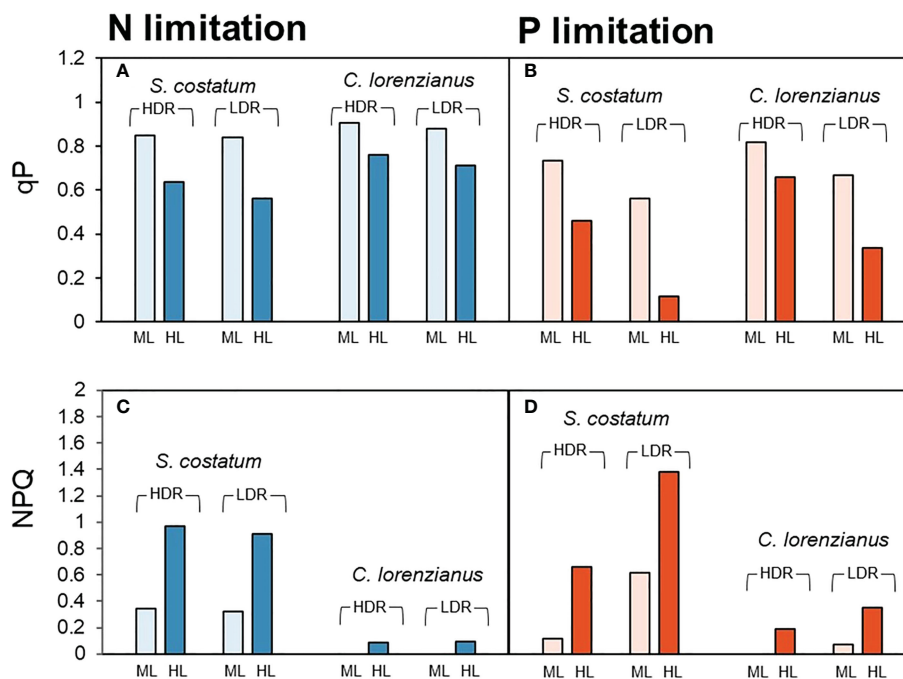 N limitation
P limitation
1.2
1
0.8
0.6
0.4
0.2
0
qP
A
S. costatum
HDR
LDR
C. lorenzianus
HDR
LDR
ML HL ML HL ML HL ML HL
B
S. costatum
HDR
LDR
C. lorenzianus
HDR
LDR
ML HL ML HL ML HL ML HL
2
1.8
1.6
1.4
1.2
1
0.8
0.6
0.4
0.2
0
NPQ
C
S. costatum
HDR
LDR
C. lorenzianus
HDR
LDR
ML HL ML HL ML HL ML HL
D
S. costatum
HDR
LDR
C. lorenzianus
HDR
LDR
ML HL ML HL ML HL ML HL